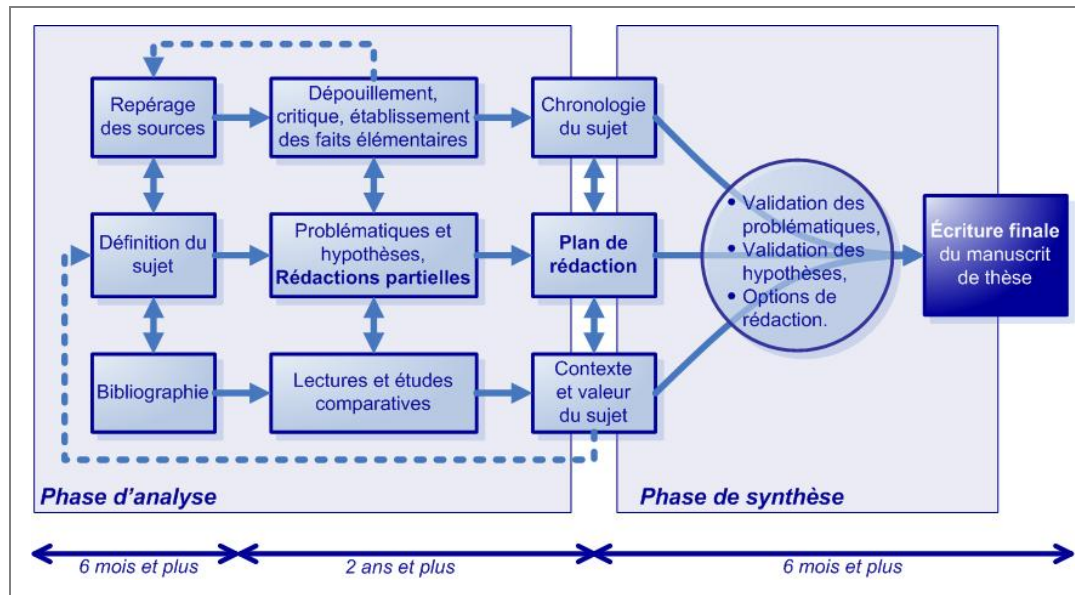 Repérage
des sources
Dépouillement,
critique, établissement
des faits élémentaires
Chronologie
du sujet
Définition du
sujet
Problématiques et
hypothèses,
Rédactions partielles
Plan de
rédaction
Bibliographie
Lectures et études
comparatives
Contexte
et valeur
du sujet
• Validation des
problématiques,
• Validation des
hypothèses,
• Options de
rédaction.
Écriture finale
du manuscrit
de thèse
Phase d'analyse
Phase de synthèse
6 mois et plus
2 ans et plus
6 mois et plus